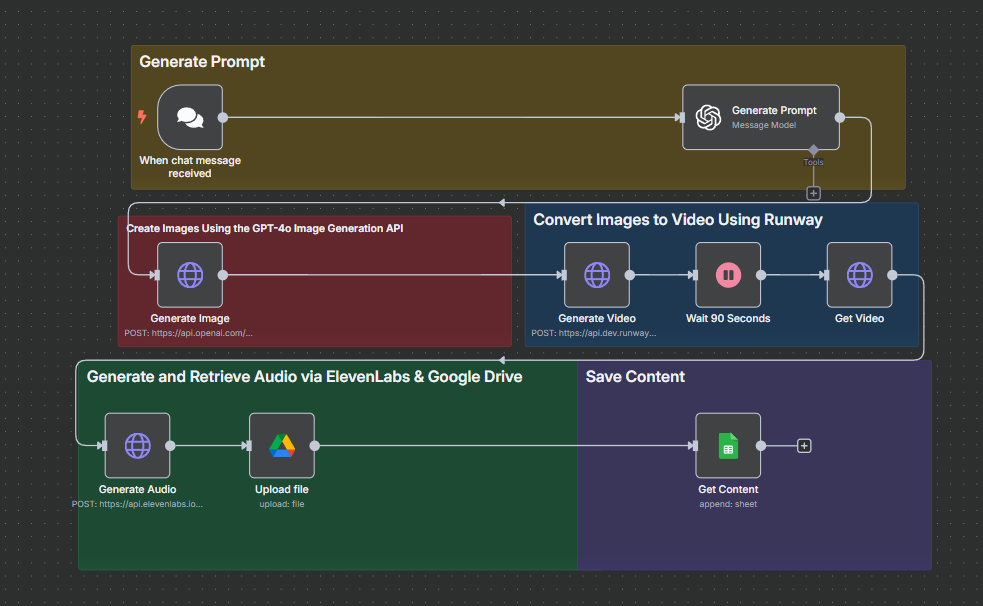 Generate Prompt
When chat message
received
Generate Prompt
Message Model
Tools
Create Images Using the GPT-4o Image Generation API
Generate Image
POST: https://api.openai.com/...
Convert Images to Video Using Runway
Generate Video
POST: https://api.dev.runway...
Wait 90 Seconds
Get Video
Generate and Retrieve Audio via ElevenLabs & Google Drive
Generate Audio
POST: https://api.elevenlabs.io...
Upload file
upload: file
Save Content
Get Content
append: sheet